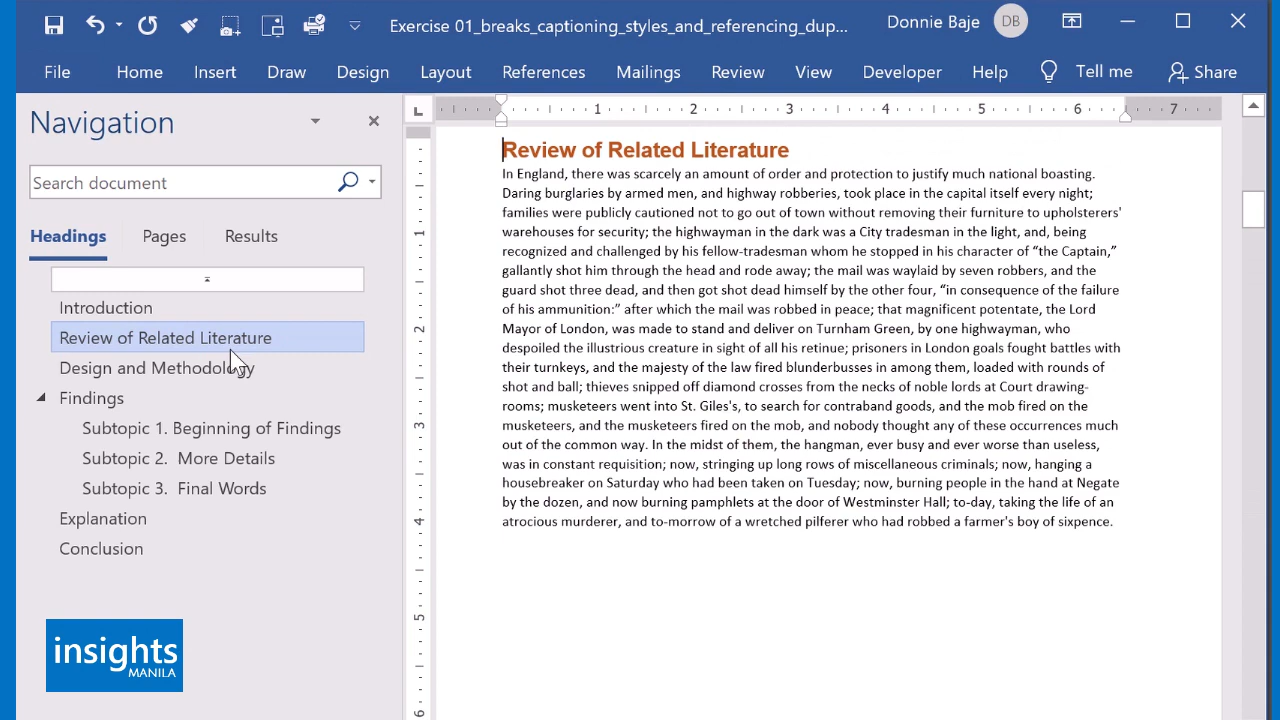 Exercise 01_breaks_captioning_styles_and_referencing_dup...
Donnie Baje
DB
File Home Insert Draw Design Layout References Mailings Review View Developer Help Tell me Share
Navigation
Search document
Headings Pages Results
Introduction
Review of Related Literature
Design and Methodology
Findings
Subtopic 1. Beginning of Findings
Subtopic 2. More Details
Subtopic 3. Final Words
Explanation
Conclusion
insights
MANILA
L
1 2 3 4 5 6 7
1
2
3
4
5
6
Review of Related Literature
In England, there was scarcely an amount of order and protection to justify much national boasting.
Daring burglaries by armed men, and highway robberies, took place in the capital itself every night;
families were publicly cautioned not to go out of town without removing their furniture to upholsterers'
warehouses for security; the highwayman in the dark was a City tradesman in the light, and, being
recognized and challenged by his fellow-tradesman whom he stopped in his character of “the Captain,”
gallantly shot him through the head and rode away; the mail was waylaid by seven robbers, and the
guard shot three dead, and then got shot dead himself by the other four, “in consequence of the failure
of his ammunition:” after which the mail was robbed in peace; that magnificent potentate, the Lord
Mayor of London, was made to stand and deliver on Turnham Green, by one highwayman, who
despoiled the illustrious creature in sight of all his retinue; prisoners in London goals fought battles with
their turnkeys, and the majesty of the law fired blunderbusses in among them, loaded with rounds of
shot and ball; thieves snipped off diamond crosses from the necks of noble lords at Court drawing-
rooms; musketeers went into St. Giles's, to search for contraband goods, and the mob fired on the
musketeers, and the musketeers fired on the mob, and nobody thought any of these occurrences much
out of the common way. In the midst of them, the hangman, ever busy and ever worse than useless,
was in constant requisition; now, stringing up long rows of miscellaneous criminals; now, hanging a
housebreaker on Saturday who had been taken on Tuesday; now, burning people in the hand at Negate
by the dozen, and now burning pamphlets at the door of Westminster Hall; to-day, taking the life of an
atrocious murderer, and to-morrow of a wretched pilferer who had robbed a farmer's boy of sixpence.